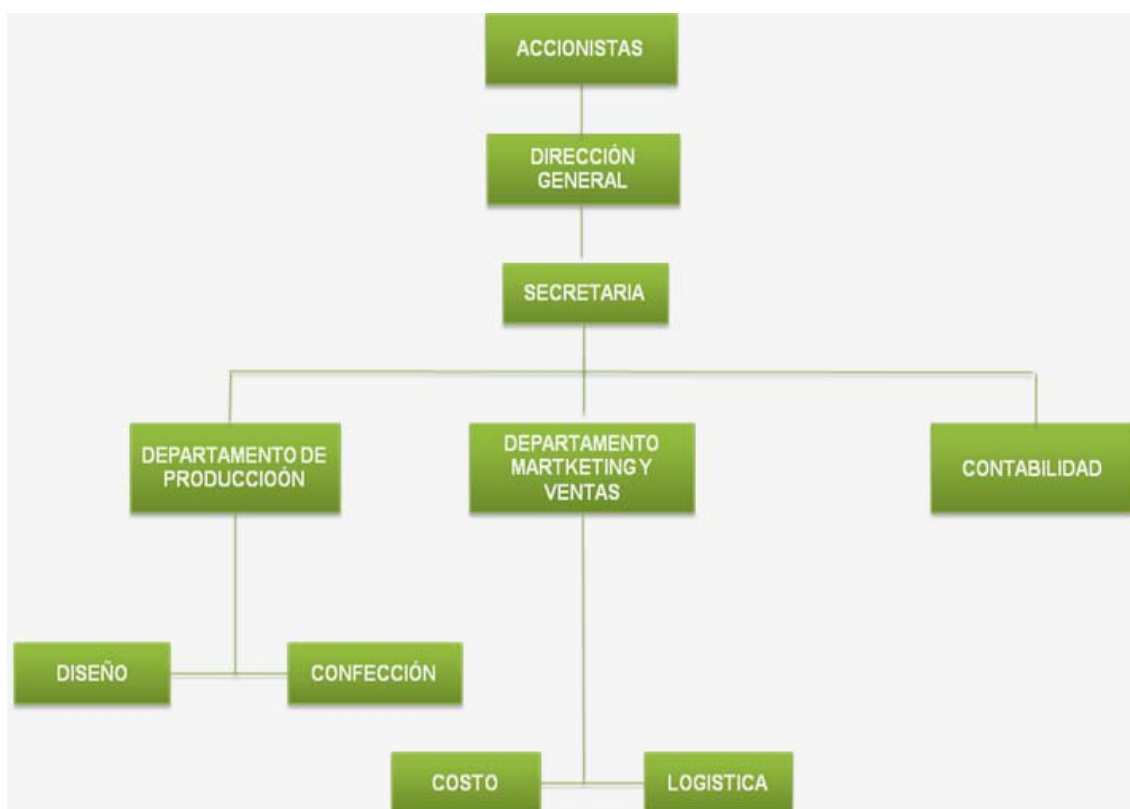 ACCIONISTAS
DIRECCIÓN
GENERAL
SECRETARIA
DEPARTAMENTO DE
PRODUCCIOÓN
DEPARTAMENTO
MARTKETING Y
VENTAS
CONTABILIDAD
DISEÑO
CONFECCIÓN
COSTO
LOGISTICA